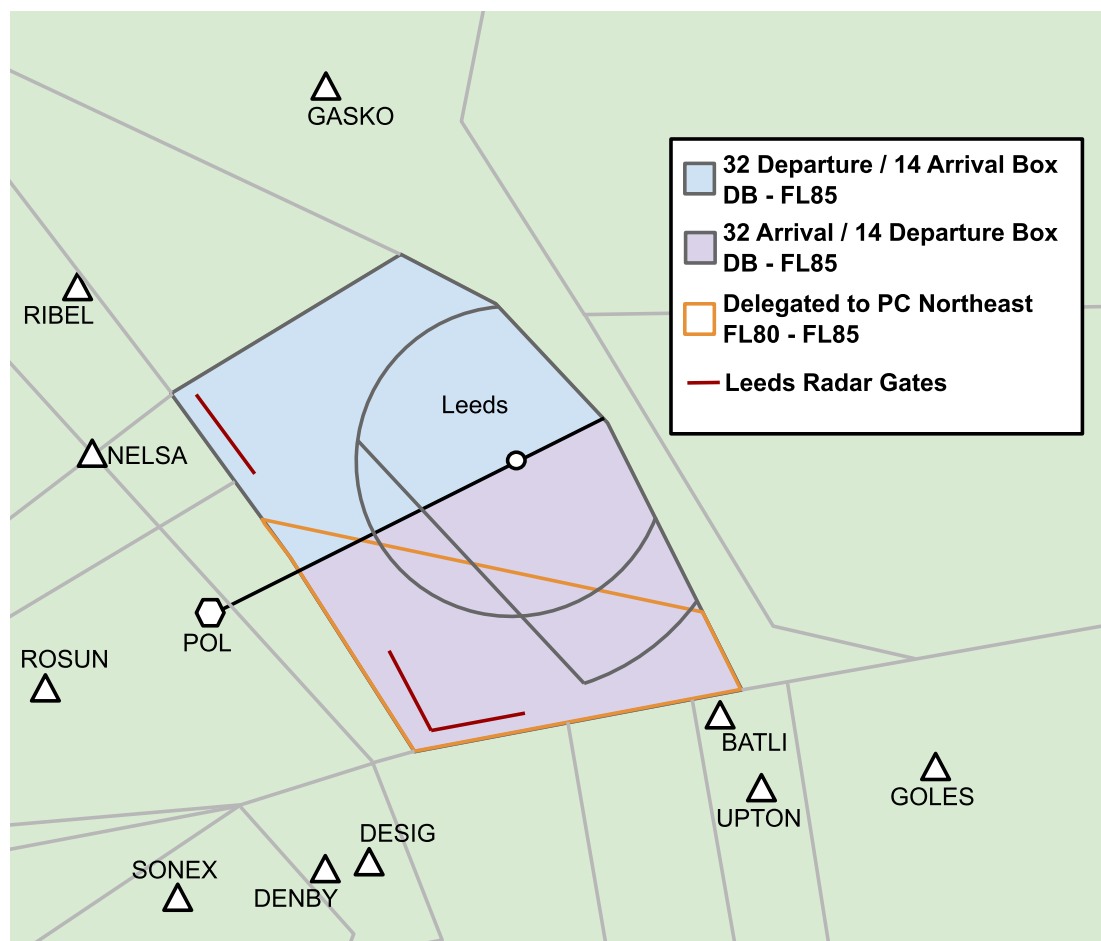 GASKO
32 Departure / 14 Arrival Box
DB - FL85
32 Arrival / 14 Departure Box
DB - FL85
Delegated to PC Northeast
FL80 - FL85
Leeds Radar Gates
RIBEL
Leeds
NELSA
POL
ROSUN
BATLI
GOLES
UPTON
DESIG
SONEX
DENBY